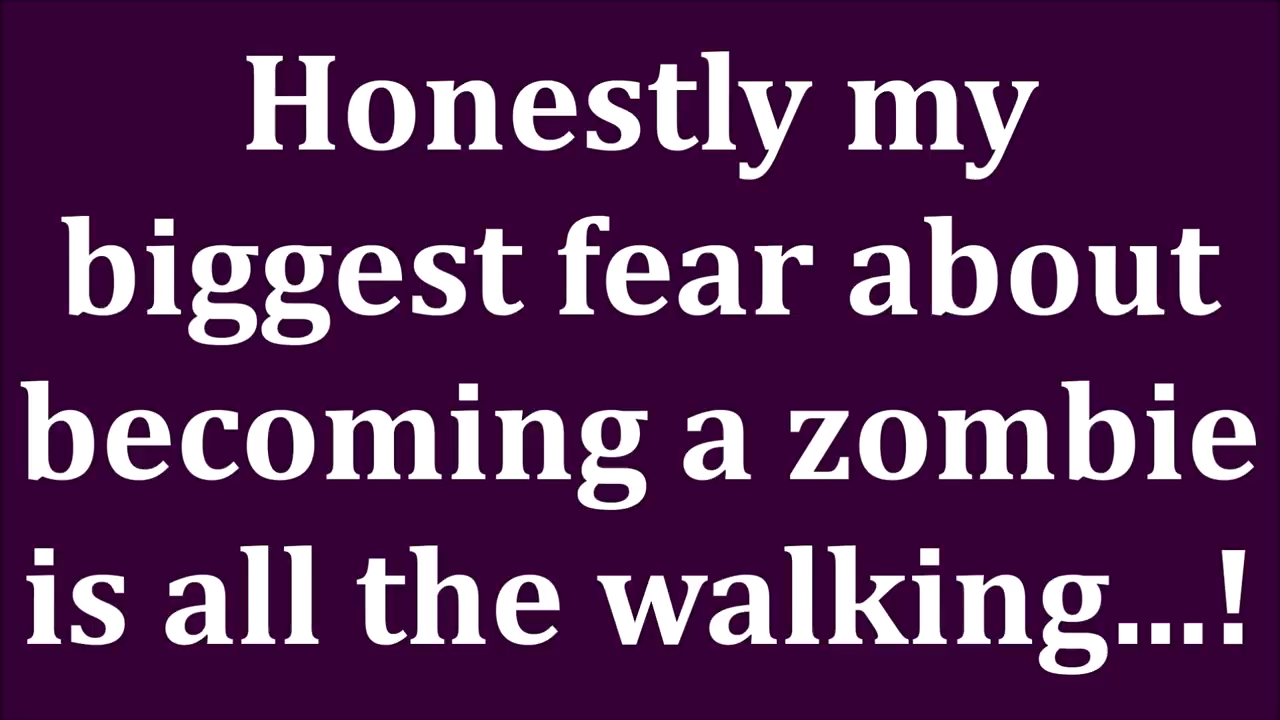 Honestly my
biggest fear about
becoming a zombie
is all the walking...!